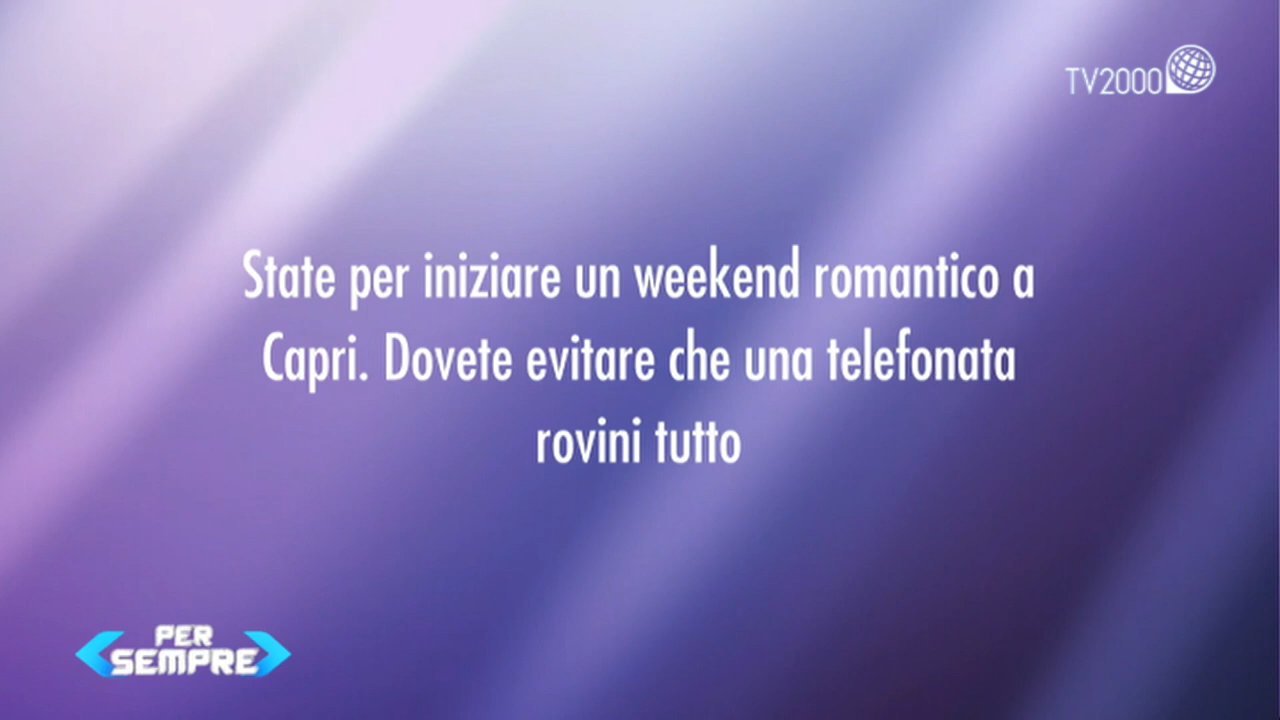 TV2000
State per iniziare un weekend romantico a
Capri. Dovete evitare che una telefonata
rovini tutto
PER
SEMPRE